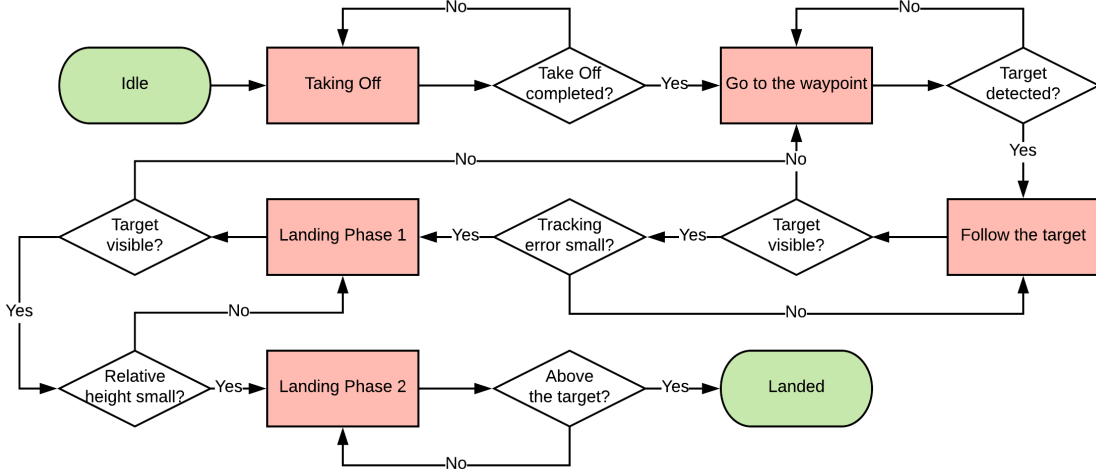 No
No
Idle
Taking Off
Take Off
completed?
Yes
Go to the waypoint
Target
detected?
Yes
No
No
Target
visible?
Landing Phase 1
Yes
Tracking
error small?
Yes
Target
visible?
Follow the target
Yes
No
No
Relative
height small?
Yes
Landing Phase 2
Above
the target?
Yes
Landed
No